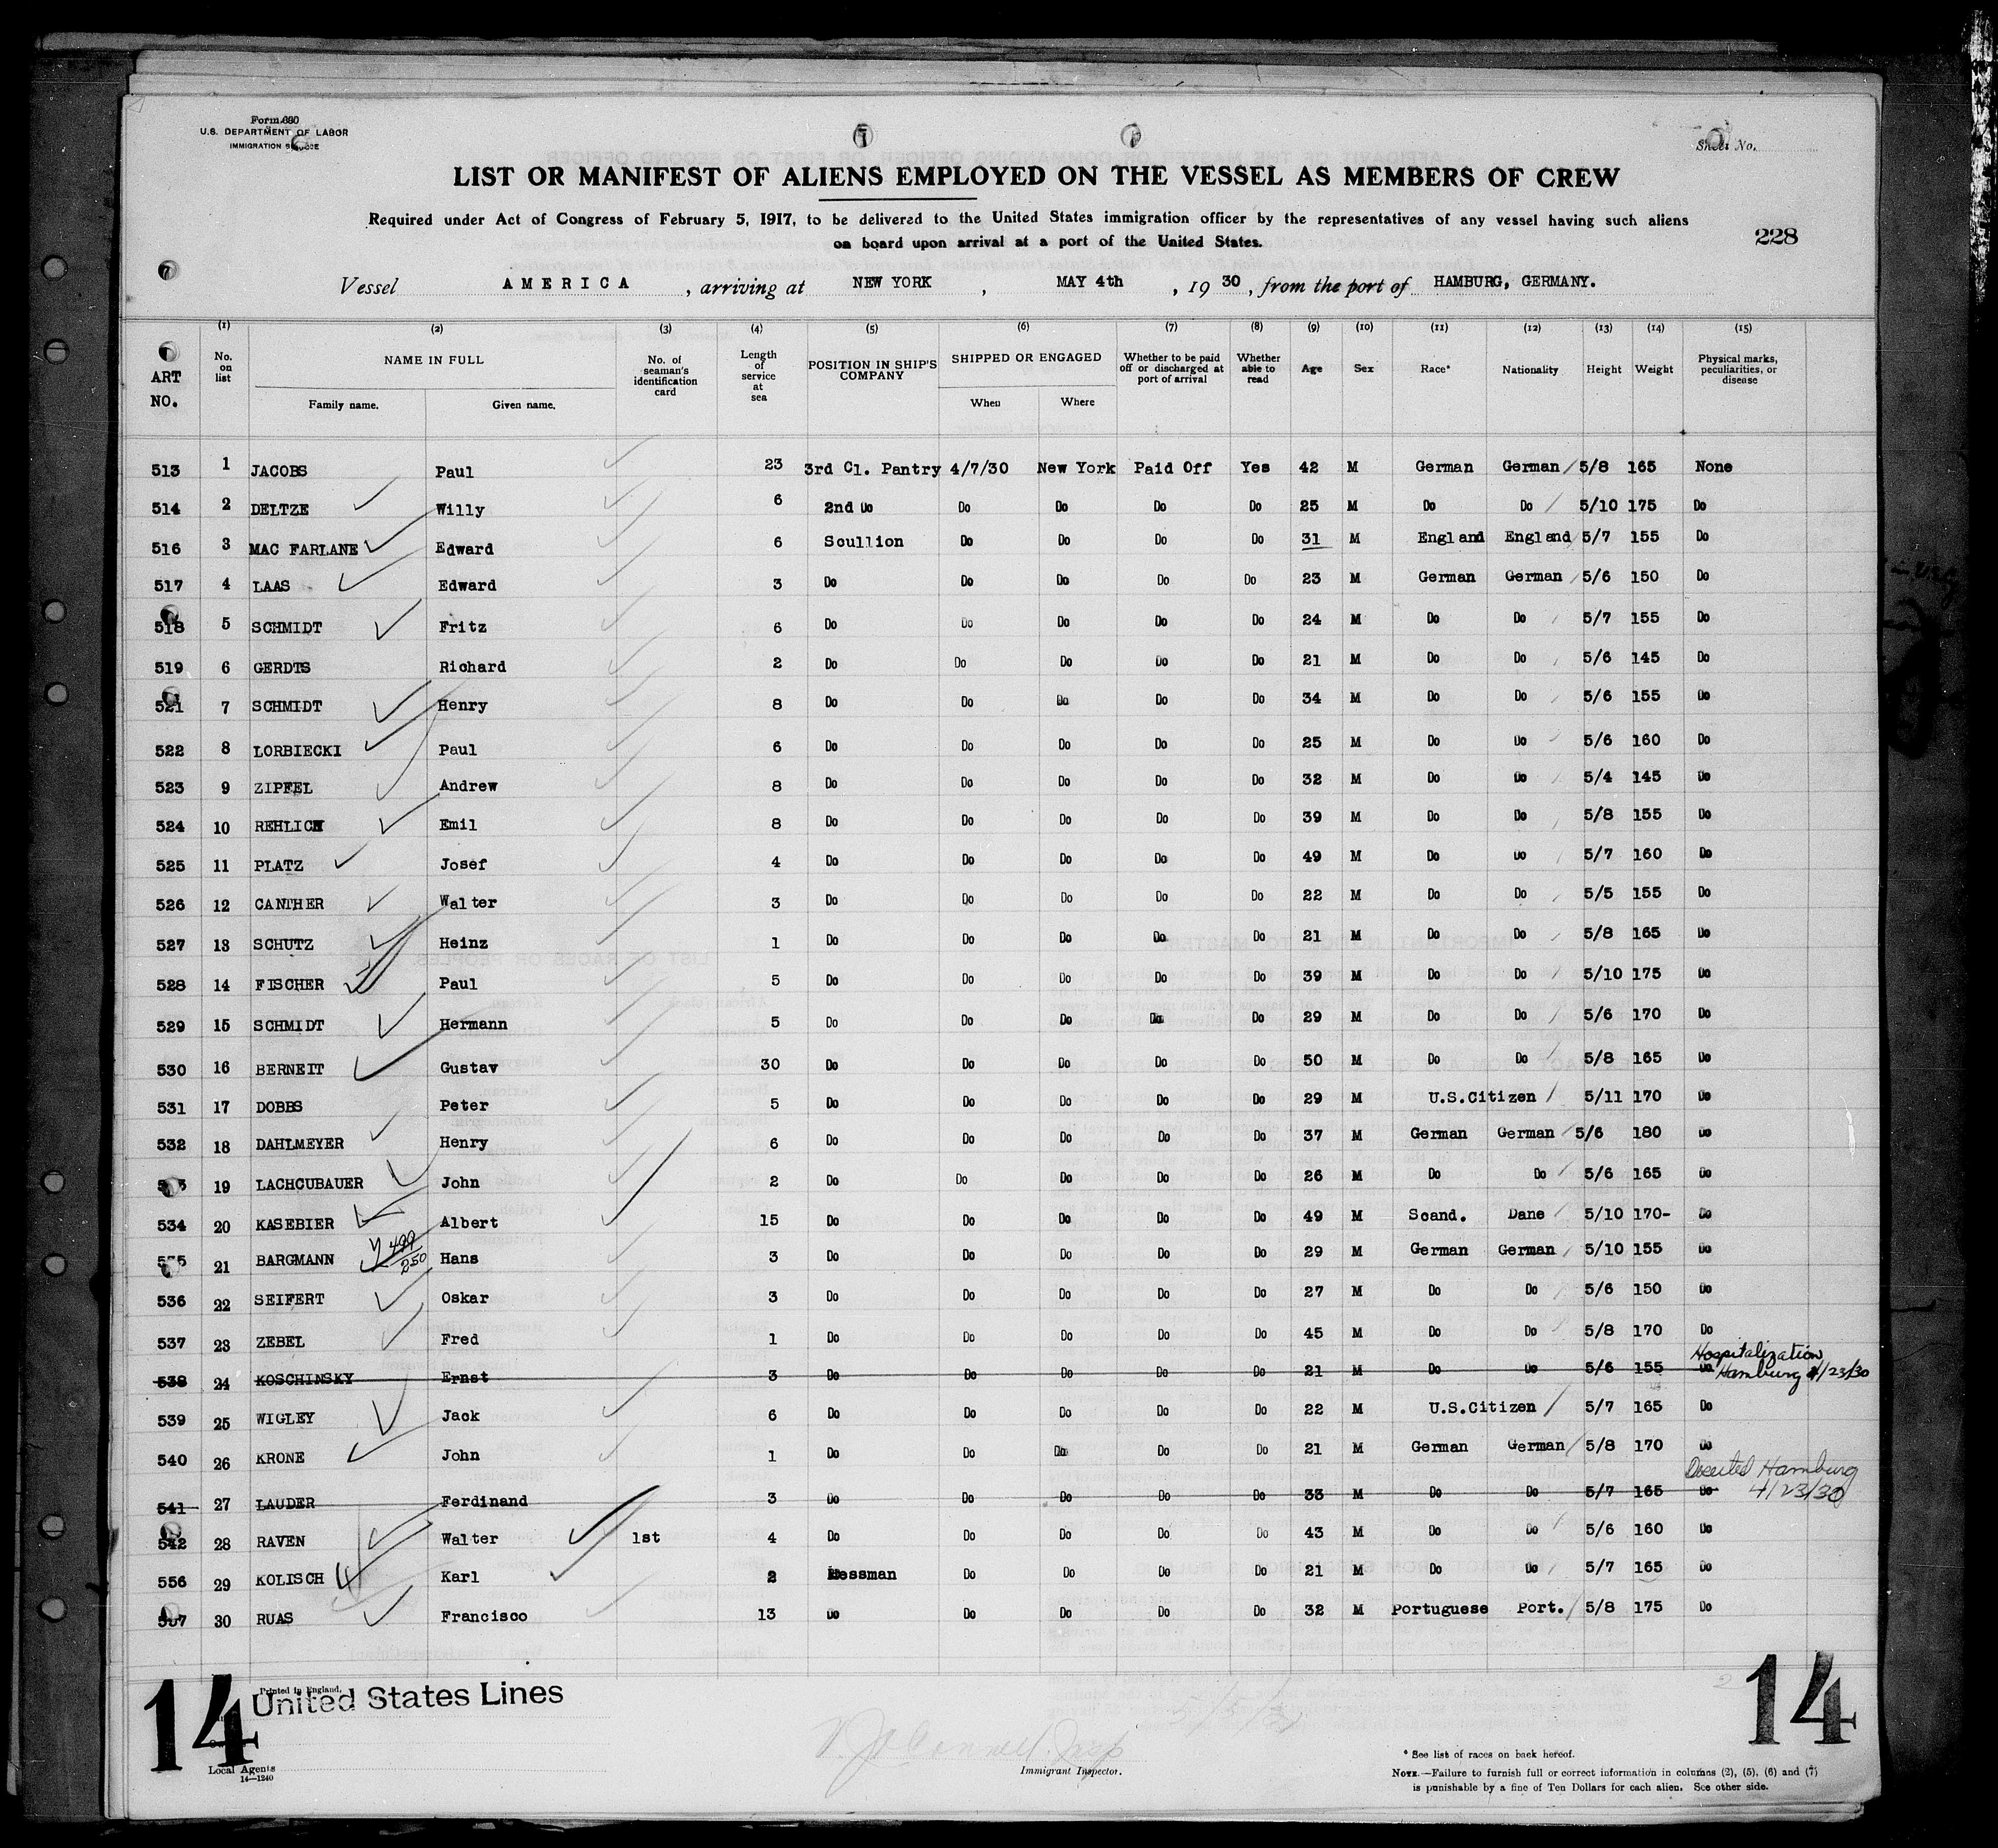 Form 680
U.S. DEPARTMENT OF LABOR
IMMIGRATION SERVICE
Sheet No.
LIST OR MANIFEST OF ALIENS EMPLOYED ON THE VESSEL AS MEMBERS OF CREW
Required under Act of Congress of February 5, 1917, to be delivered to the United States immigration officer by the representatives of any vessel having such aliens
on board upon arrival at a port of the United States.
228
Vessel AMERICA, arriving at NEW YORK, MAY 4th, 1930, from the port of HAMBURG, GERMANY.
(1) (2) (3) (4) (5) (6) (7) (8) (9) (10) (11) (12) (13) (14) (15)
ART NO. No. on list NAME IN FULL Family name. Given name. No. of seaman's identification card Length of service at sea POSITION IN SHIP'S COMPANY SHIPPED OR ENGAGED When Where Whether to be paid off or discharged at port of arrival Whether able to read Age Sex Race* Nationality Height Weight Physical marks, peculiarities, or disease
513 1 JACOBS Paul 23 3rd Cl. Pantry 4/7/30 New York Paid Off Yes 42 M German German 5/8 165 None
514 2 DELTZE Willy 6 2nd Do Do Do Do Do 25 M Do Do 5/10 175 Do
516 3 MAC FARLANE Edward 6 Scullion Do Do Do Do 31 M England England 5/7 155 Do
517 4 LAAS Edward 3 Do Do Do Do Do 23 M German German 5/6 150 Do
518 5 SCHMIDT Fritz 6 Do Do Do Do Do 24 M Do Do 5/7 155 Do
519 6 GERDTS Richard 2 Do Do Do Do Do 21 M Do Do 5/6 145 Do
521 7 SCHMIDT Henry 8 Do Do Do Do Do 34 M Do Do 5/6 155 Do
522 8 LORBIECKI Paul 6 Do Do Do Do Do 25 M Do Do 5/6 160 Do
523 9 ZIPFEL Andrew 8 Do Do Do Do Do 32 M Do Do 5/4 145 Do
524 10 REHLICH Emil 8 Do Do Do Do Do 39 M Do Do 5/8 155 Do
525 11 PLATZ Josef 4 Do Do Do Do Do 49 M Do Do 5/7 160 Do
526 12 CANTHER Walter 3 Do Do Do Do Do 22 M Do Do 5/5 155 Do
527 13 SCHUTZ Heinz 1 Do Do Do Do Do 21 M Do Do 5/8 165 Do
528 14 FISCHER Paul 5 Do Do Do Do Do 39 M Do Do 5/10 175 Do
529 15 SCHMIDT Hermann 5 Do Do Do Do Do 29 M Do Do 5/6 170 Do
530 16 BERNEIT Gustav 30 Do Do Do Do Do 50 M Do Do 5/8 165 Do
531 17 DOBBS Peter 5 Do Do Do Do Do 29 M U.S.Citizen 5/11 170 Do
532 18 DAHLMEYER Henry 6 Do Do Do Do Do 37 M German German 5/6 180 Do
19 LACHCUBAUER John 2 Do Do Do Do Do 26 M Do Do 5/6 165 Do
534 20 KASEBIER Albert 15 Do Do Do Do Do 49 M Scand. Dane 5/10 170- Do
21 BARGMANN 499/250 Hans 3 Do Do Do Do Do 29 M German German 5/10 155 Do
536 22 SEIFERT Oskar 3 Do Do Do Do Do 27 M Do Do 5/6 150 Do
537 23 ZEBEL Fred 1 Do Do Do Do Do 45 M Do Do 5/8 170 Do
538 24 KOSCHINSKY Ernst 3 Do Do Do Do Do 21 M Do Do 5/6 155 Do Hospitalization Hamburg 4/23/30
539 25 WIGLEY Jack 6 Do Do Do Do Do 22 M U.S.Citizen 5/7 165 Do
540 26 KRONE John 1 Do Do Do Do Do 21 M German German 5/8 170 Do
541 27 LAUDER Ferdinand 3 Do Do Do Do Do 33 M Do Do 5/7 165 Do Deserted Hamburg 4/23/30
542 28 RAVEN Walter 1st 4 Do Do Do Do Do 43 M Do Do 5/6 160 Do
556 29 KOLISCH Karl 2 Messman Do Do Do Do 21 M Do Do 5/7 165 Do
557 30 RUAS Francisco 13 Do Do Do Do Do 32 M Portuguese Port. 5/8 175 Do
14 Printed in England. United States Lines 14
Local Agents
14—1240
Immigrant Inspector.
* See list of races on back hereof.
NOTE.—Failure to furnish full or correct information in columns (2), (5), (6) and (7)
is punishable by a fine of Ten Dollars for each alien. See other side.